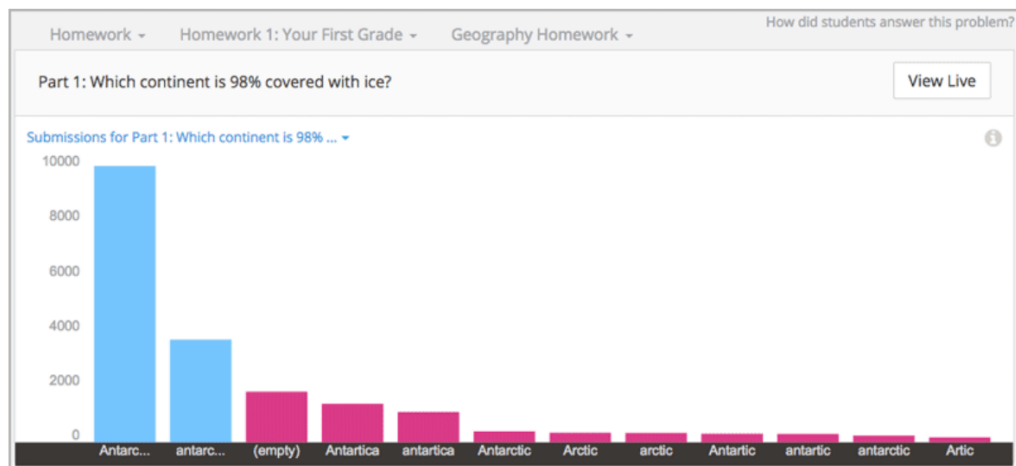 How did students answer this problem?
Homework Homework 1: Your First Grade Geography Homework
Part 1: Which continent is 98% covered with ice?
View Live
Submissions for Part 1: Which continent is 98% ...
10000
8000
6000
4000
2000
0
Antarc... antarc... (empty) Antartica antartica Antarctic Arctic arctic Antartic antartic antarctic Artic